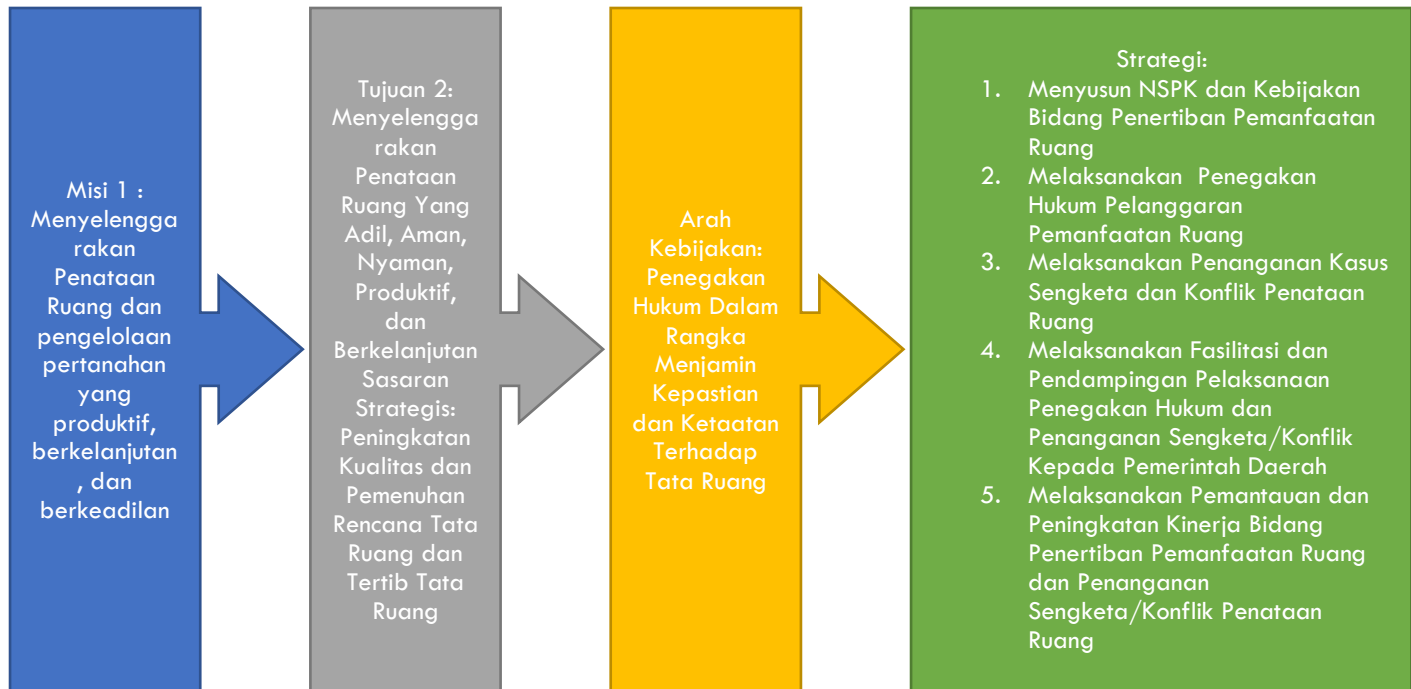 Misi 1 :
Menyelengga
rakan
Penataan
Ruang dan
pengelolaan
pertanahan
yang
produktif,
berkelanjutan
, dan
berkeadilan
Tujuan 2:
Menyelengga
rakan
Penataan
Ruang Yang
Adil, Aman,
Nyaman,
Produktif,
dan
Berkelanjutan
Sasaran
Strategis:
Peningkatan
Kualitas dan
Pemenuhan
Rencana Tata
Ruang dan
Tertib Tata
Ruang
Arah
Kebijakan:
Penegakan
Hukum Dalam
Rangka
Menjamin
Kepastian
dan Ketaatan
Terhadap
Tata Ruang
Strategi:
1. Menyusun NSPK dan Kebijakan
Bidang Penertiban Pemanfaatan
Ruang
2. Melaksanakan Penegakan
Hukum Pelanggaran
Pemanfaatan Ruang
3. Melaksanakan Penanganan Kasus
Sengketa dan Konflik Penataan
Ruang
4. Melaksanakan Fasilitasi dan
Pendampingan Pelaksanaan
Penegakan Hukum dan
Penanganan Sengketa/Konflik
Kepada Pemerintah Daerah
5. Melaksanakan Pemantauan dan
Peningkatan Kinerja Bidang
Penertiban Pemanfaatan Ruang
dan Penanganan
Sengketa/Konflik Penataan
Ruang